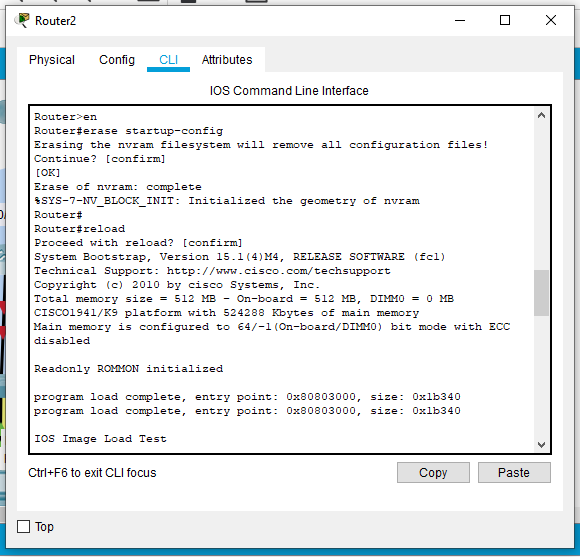 Router2
Physical Config CLI Attributes
IOS Command Line Interface
Router>en
Router#erase startup-config
Erasing the nvram filesystem will remove all configuration files!
Continue? [confirm]
[OK]
Erase of nvram: complete
%SYS-7-NV_BLOCK_INIT: Initialized the geometry of nvram
Router#
Router#reload
Proceed with reload? [confirm]
System Bootstrap, Version 15.1(4)M4, RELEASE SOFTWARE (fc1)
Technical Support: http://www.cisco.com/techsupport
Copyright (c) 2010 by cisco Systems, Inc.
Total memory size = 512 MB - On-board = 512 MB, DIMM0 = 0 MB
CISCO1941/K9 platform with 524288 Kbytes of main memory
Main memory is configured to 64/-1(On-board/DIMM0) bit mode with ECC
disabled
Readonly ROMMON initialized
program load complete, entry point: 0x80803000, size: 0x1b340
program load complete, entry point: 0x80803000, size: 0x1b340
IOS Image Load Test
Ctrl+F6 to exit CLI focus
Copy Paste
Top